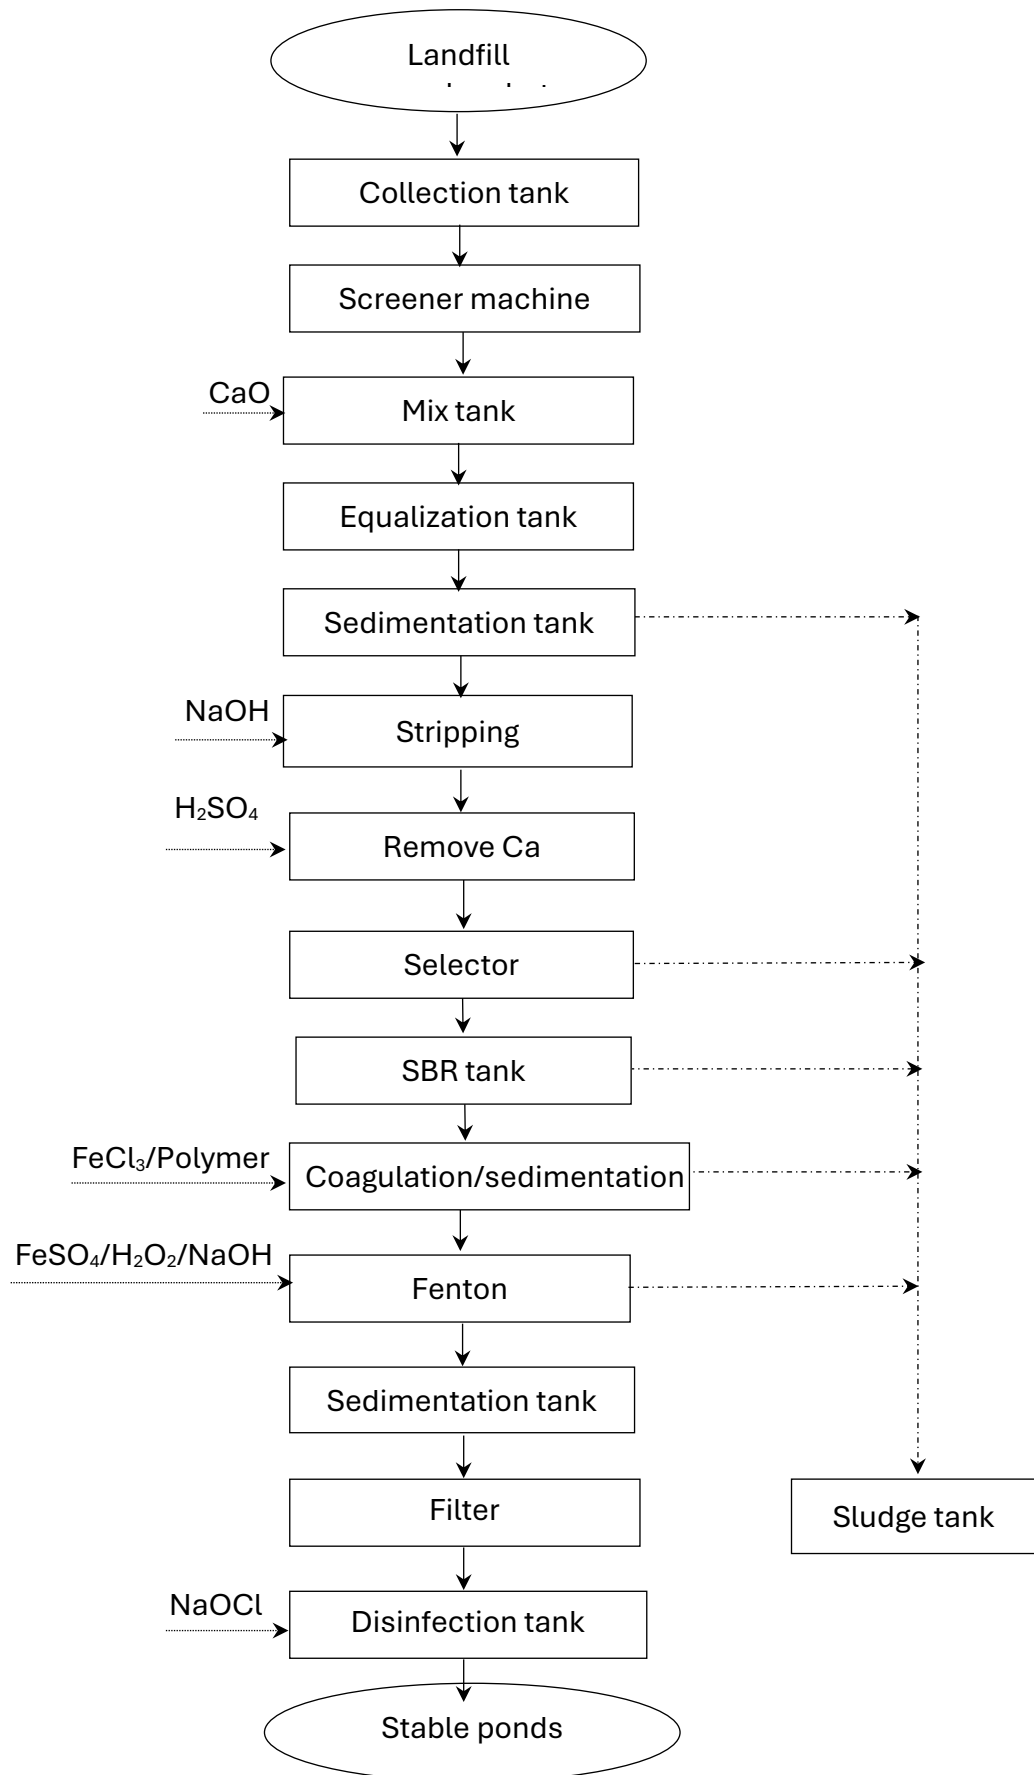 Landfill
Collection tank
Screener machine
CaO
Mix tank
Equalization tank
Sedimentation tank
NaOH
Stripping
H₂SO₄
Remove Ca
Selector
SBR tank
FeCl₃/Polymer
Coagulation/sedimentation
FeSO₄/H₂O₂/NaOH
Fenton
Sedimentation tank
Filter
Sludge tank
NaOCl
Disinfection tank
Stable ponds